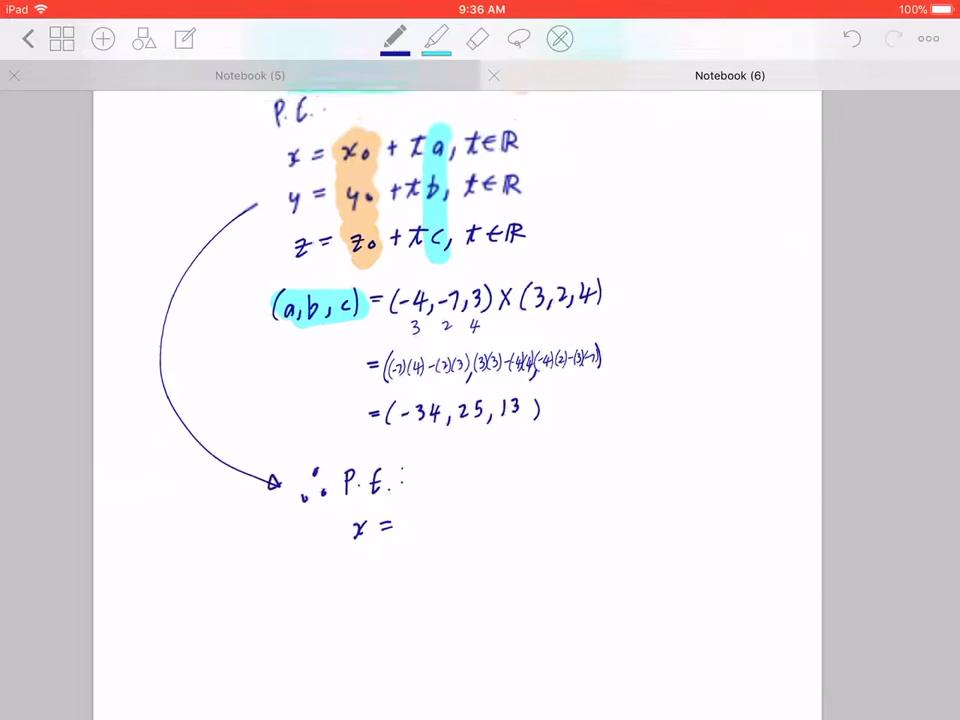 iPad 9:36 AM 100%
Notebook (5) Notebook (6)
P.E.:
x = x₀ + ta, t∈ℝ
y = y₀ + tb, t∈ℝ
z = z₀ + tc, t∈ℝ
(a, b, c) = (-4, -7, 3) × (3, 2, 4)
3 2 4
= ((-7)(4) - (2)(3), (3)(3) - (-4)(4), (-4)(2) - (3)(-7))
= (-34, 25, 13)
∴ P.E.:
x =